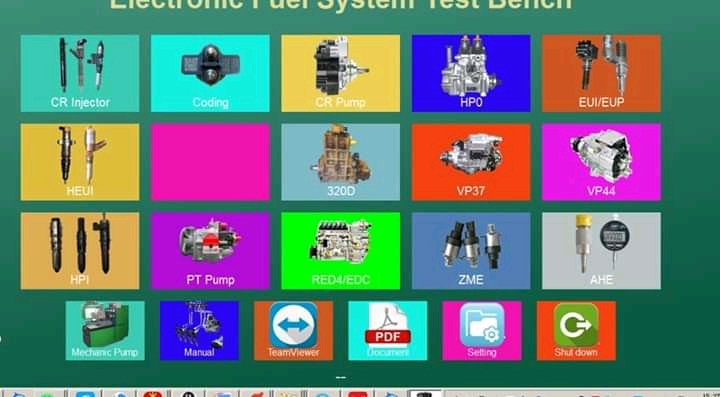 Electronic Fuel System Test Bench
CR Injector
Coding
CR Pump
HP0
EUI/EUP
HEUI
320D
VP37
VP44
HPI
PT Pump
RED4/EDC
ZME
AHE
Mechanic Pump
Manual
TeamViewer
PDF
Document
Setting
Shut down